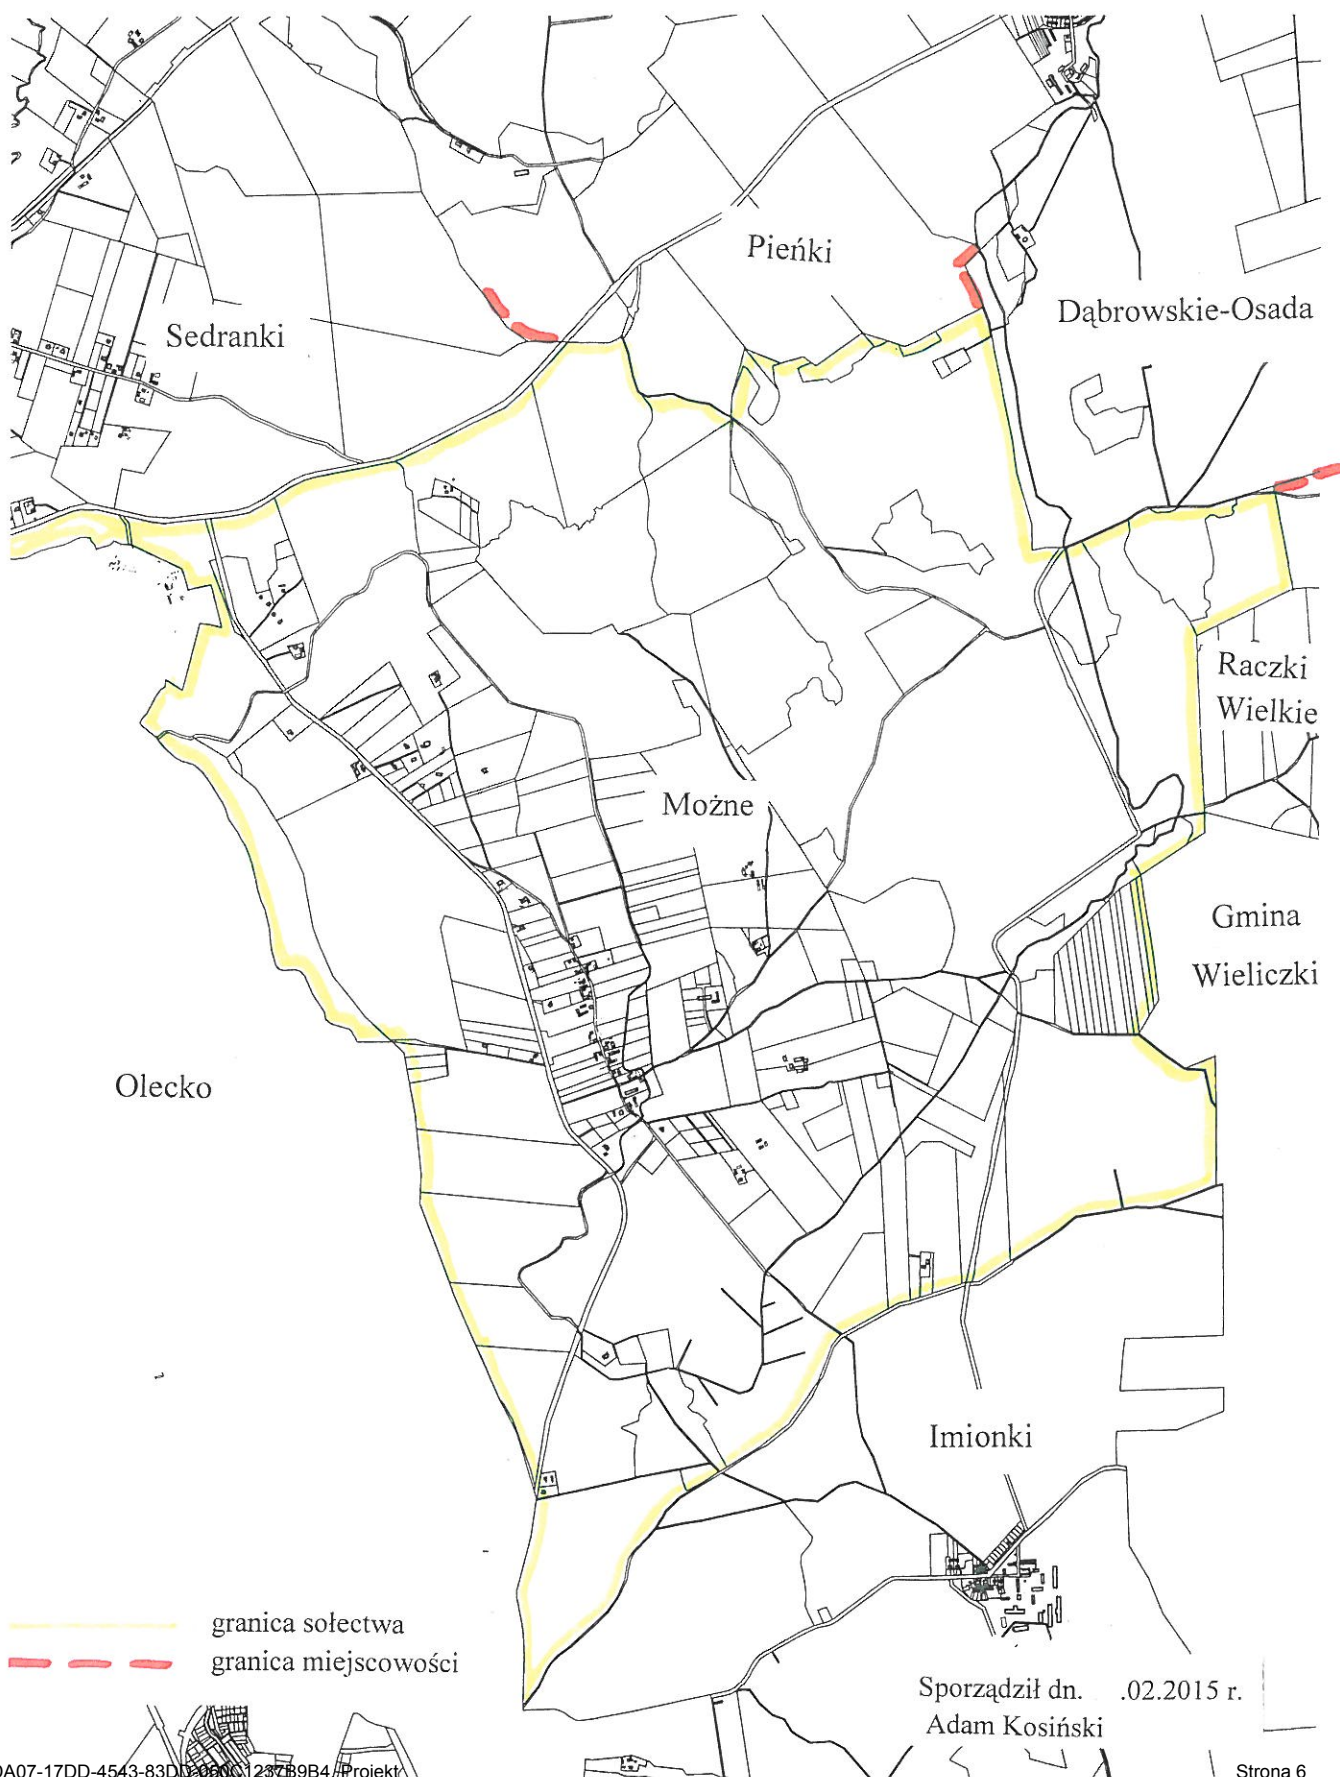 Pieńki
Dąbrowskie-Osada
Sedranki
Raczki
Wielkie
Możne
Gmina
Wieliczki
Olecko
Imionki
granica sołectwa
granica miejscowości
Sporządził dn. .02.2015 r.
Adam Kosiński
Strona 6